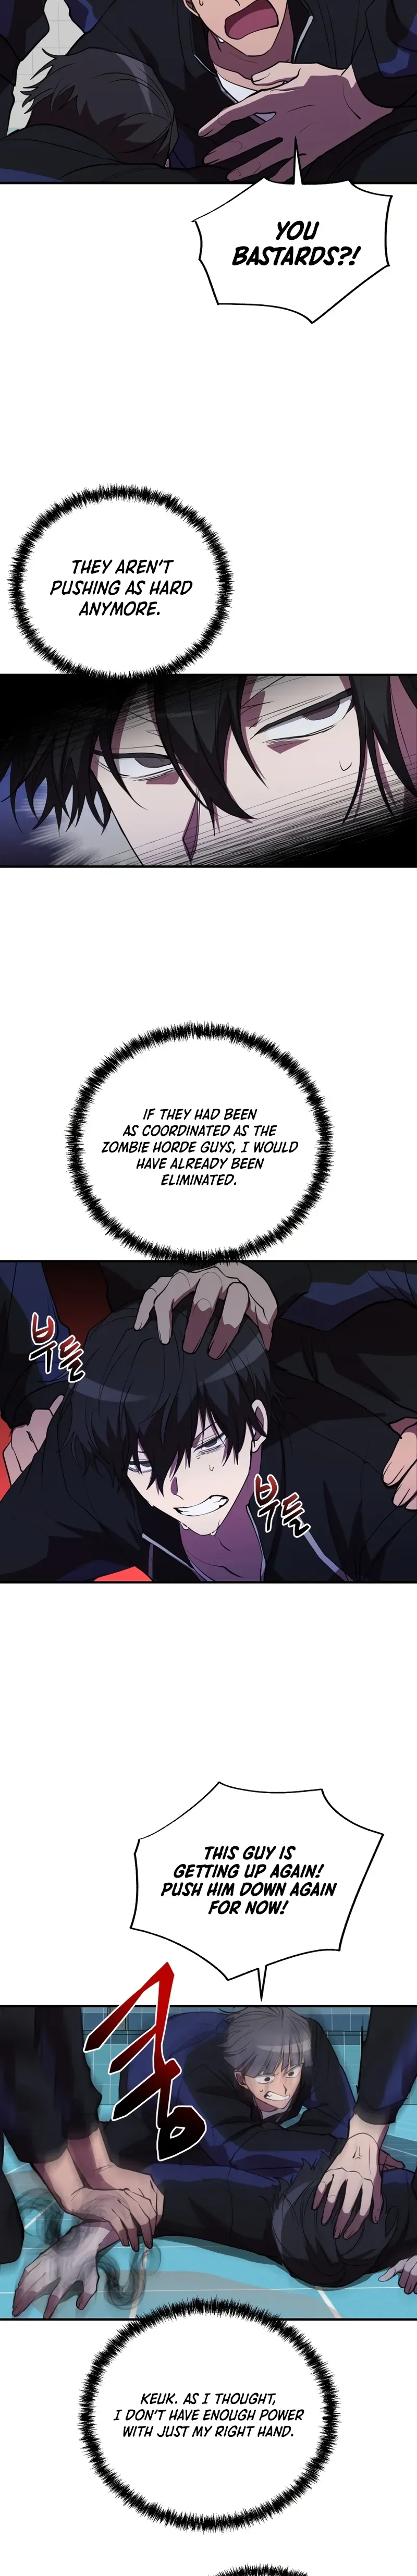 YOU
BASTARDS?!
THEY AREN'T
PUSHING AS HARD
ANYMORE.
IF THEY HAD BEEN
AS COORDINATED AS THE
ZOMBIE HORDE GUYS, I WOULD
HAVE ALREADY BEEN
ELIMINATED.
부들
부들
THIS GUY IS
GETTING UP AGAIN!
PUSH HIM DOWN AGAIN
FOR NOW!
쿵
KEUK. AS I THOUGHT,
I DON'T HAVE ENOUGH POWER
WITH JUST MY RIGHT HAND.